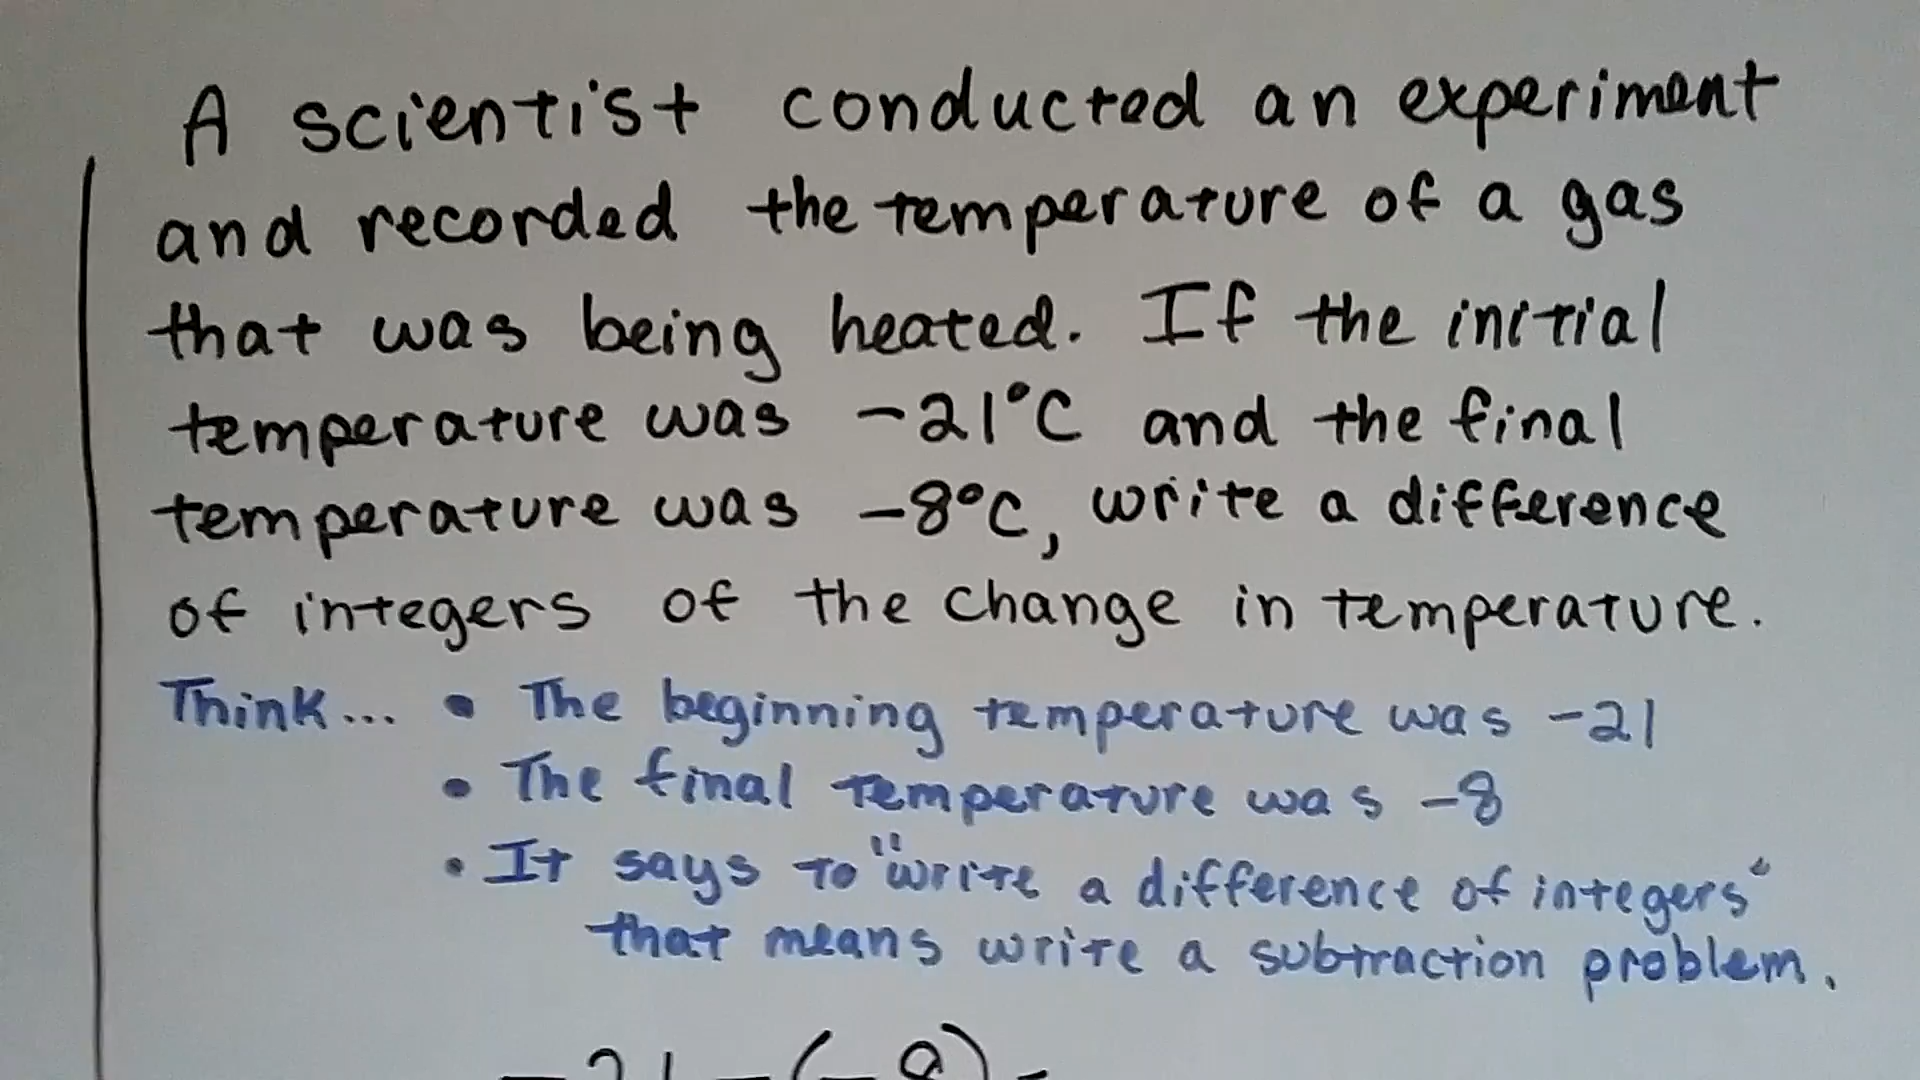 A scientist conducted an experiment
and recorded the temperature of a gas
that was being heated. If the initial
temperature was -21°C and the final
temperature was -8°C, write a difference
of integers of the change in temperature.
Think... • The beginning temperature was -21
• The final temperature was -8
• It says to "write a difference of integers"
that means write a subtraction problem.
-21 - (-8) =